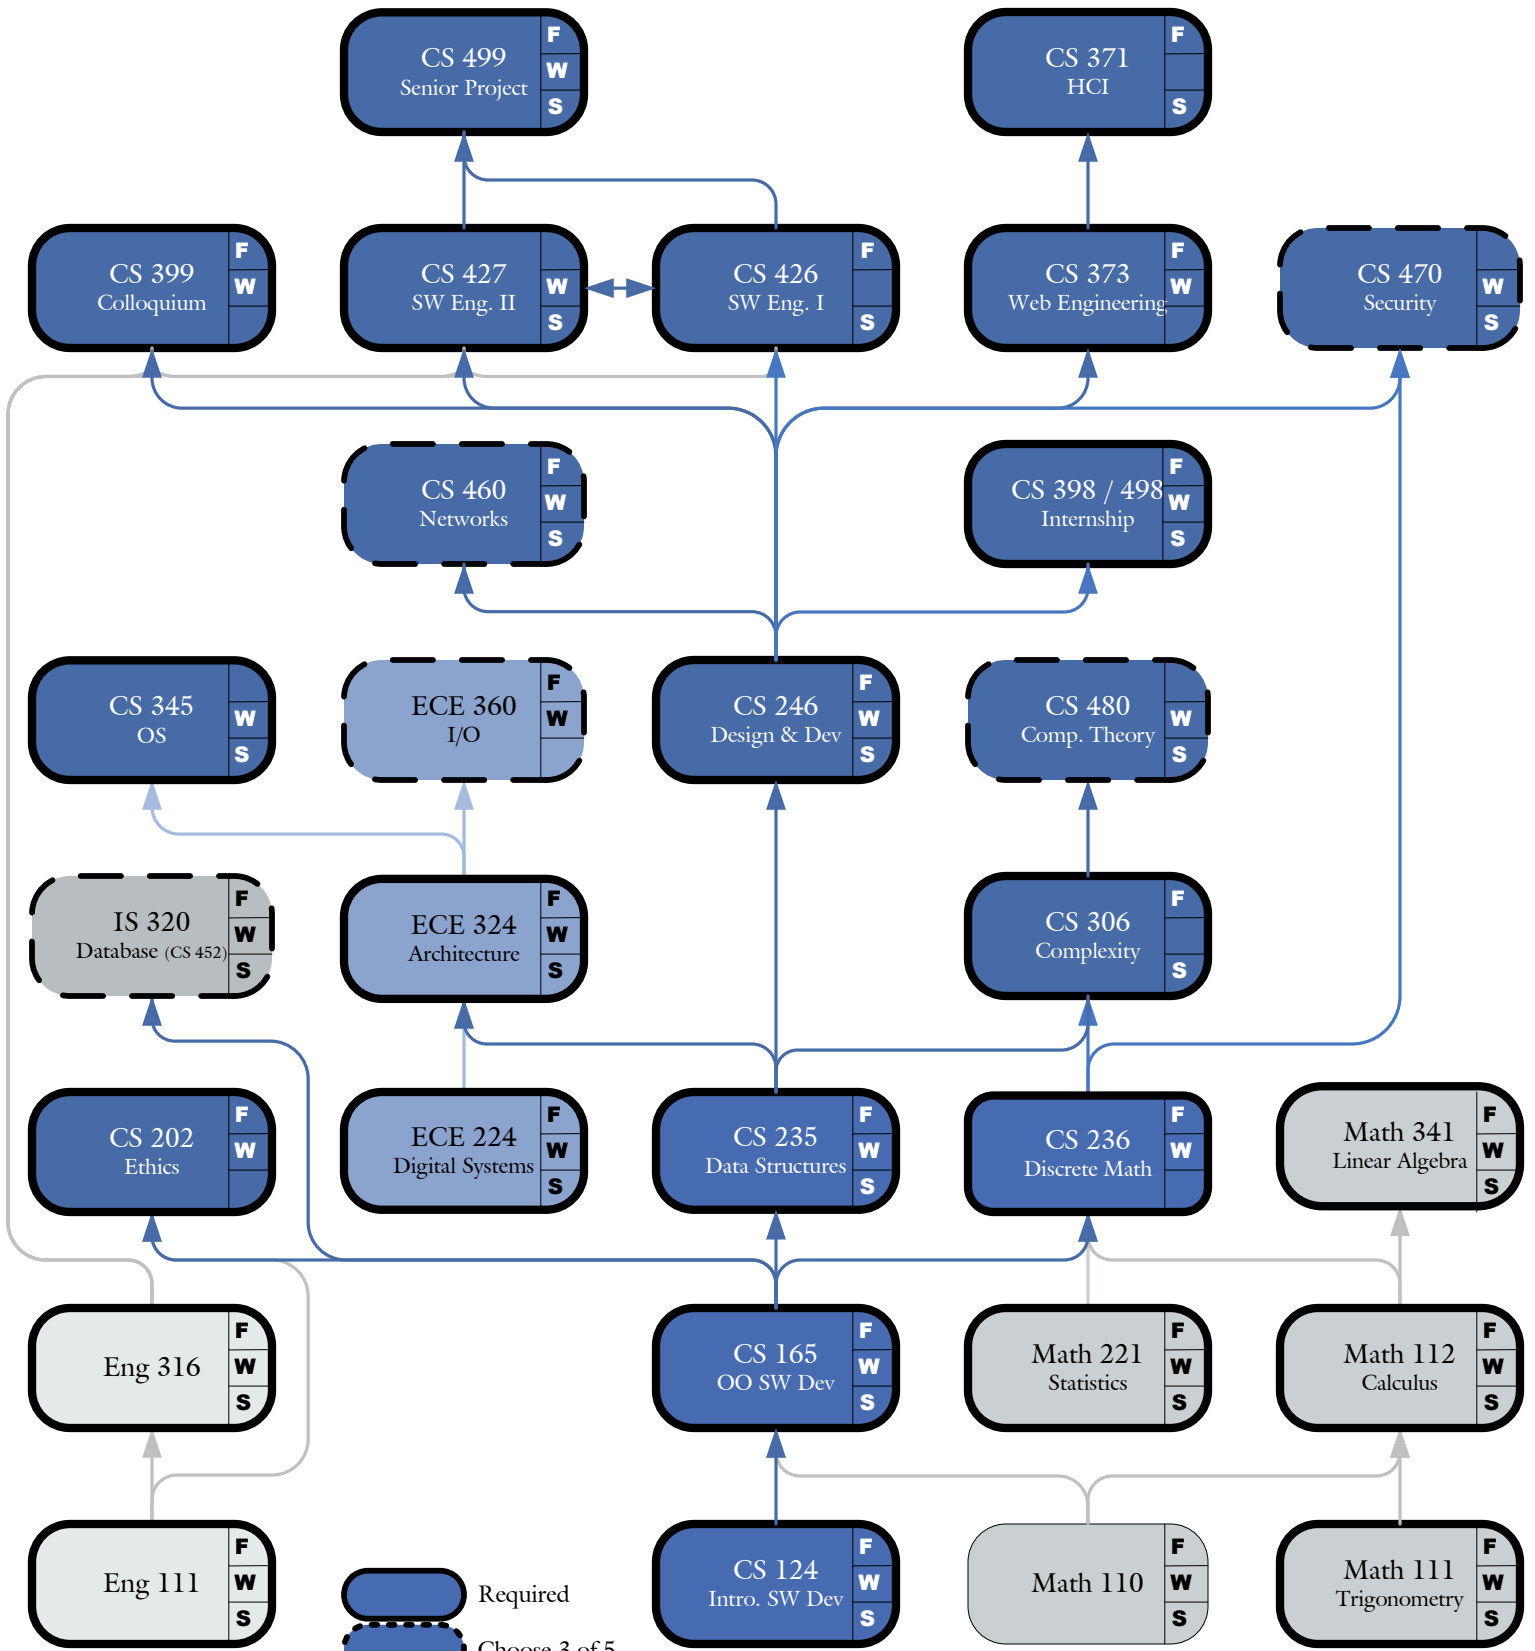 CS 499
Senior Project
F
W
S
CS 371
HCI
F
S
CS 399
Colloquium
F
W
CS 427
SW Eng. II
W
S
CS 426
SW Eng. I
F
S
CS 373
Web Engineering
F
W
CS 470
Security
W
S
CS 460
Networks
F
W
S
CS 398 / 498
Internship
F
W
S
CS 345
OS
W
S
ECE 360
I/O
F
W
CS 246
Design & Dev
F
W
S
CS 480
Comp. Theory
W
S
IS 320
Database (CS 452)
F
W
S
ECE 324
Architecture
F
W
S
CS 306
Complexity
F
S
CS 202
Ethics
F
W
ECE 224
Digital Systems
F
W
S
CS 235
Data Structures
F
W
S
CS 236
Discrete Math
F
W
Math 341
Linear Algebra
F
W
S
Eng 316
F
W
S
CS 165
OO SW Dev
F
W
S
Math 221
Statistics
F
W
S
Math 112
Calculus
F
W
S
Eng 111
F
W
S
CS 124
Intro. SW Dev
F
W
S
Math 110
F
W
S
Math 111
Trigonometry
F
W
S
Required
Choose 3 of 5